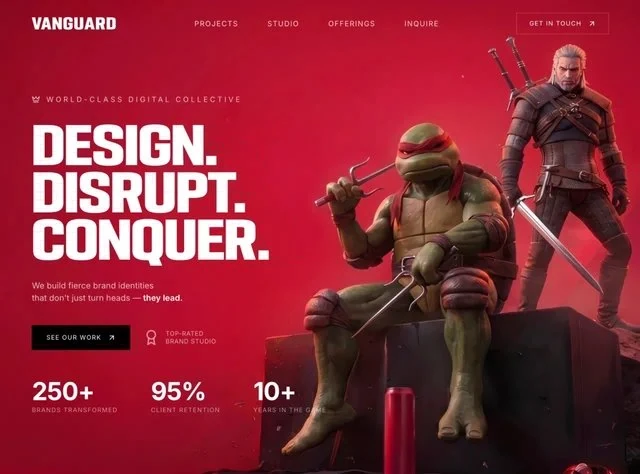 VANGUARD
PROJECTS STUDIO OFFERINGS INQUIRE
GET IN TOUCH
WORLD-CLASS DIGITAL COLLECTIVE
DESIGN.
DISRUPT.
CONQUER.
We build fierce brand identities
that don't just turn heads — they lead.
SEE OUR WORK
TOP-RATED
BRAND STUDIO
250+ 95% 10+
BRANDS TRANSFORMED CLIENT RETENTION YEARS IN THE GAME